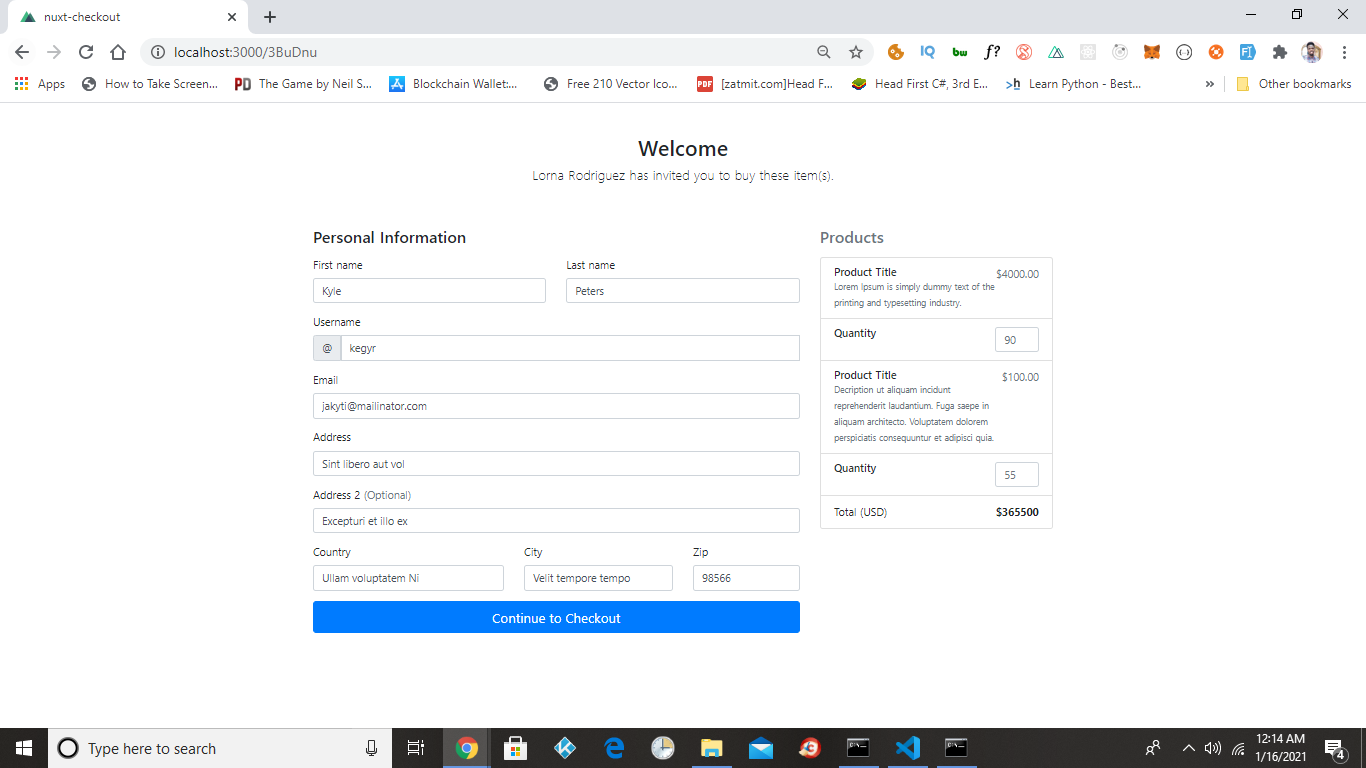 nuxt-checkout
localhost:3000/3BuDnu
IQ
bw
f?
Apps
How to Take Screen...
PD
The Game by Neil S...
Blockchain Wallet:...
Free 210 Vector Ico...
PDF
[zatmit.com]Head F...
Head First C#, 3rd E...
>h
Learn Python - Best...
»
Other bookmarks
Welcome
Lorna Rodriguez has invited you to buy these item(s).
Personal Information
First name
Last name
Kyle
Peters
Username
@
kegyr
Email
jakyti@mailinator.com
Address
Sint libero aut vol
Address 2 (Optional)
Excepturi et illo ex
Country
City
Zip
Ullam voluptatem Ni
Velit tempore tempo
98566
Continue to Checkout
Products
Product Title
$4000.00
Lorem Ipsum is simply dummy text of the
printing and typesetting industry.
Quantity
90
Product Title
$100.00
Decription ut aliquam incidunt
reprehenderit laudantium. Fuga saepe in
aliquam architecto. Voluptatem dolorem
perspiciatis consequuntur et adipisci quia.
Quantity
55
Total (USD)
$365500
Type here to search
12:14 AM
1/16/2021
4